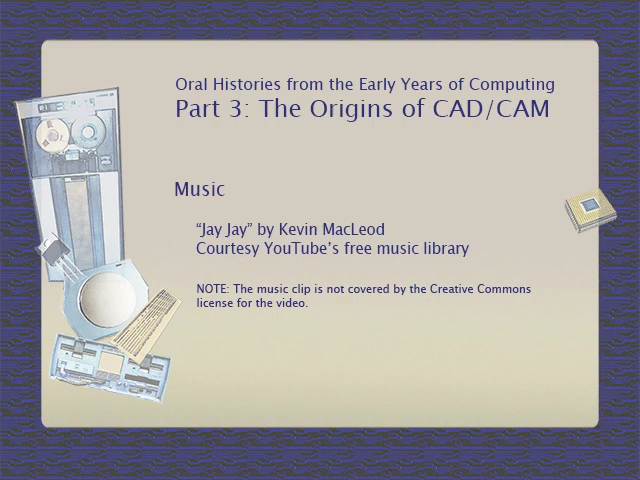 Oral Histories from the Early Years of Computing
Part 3: The Origins of CAD/CAM
Music
“Jay Jay” by Kevin MacLeod
Courtesy YouTube’s free music library
NOTE: The music clip is not covered by the Creative Commons
license for the video.